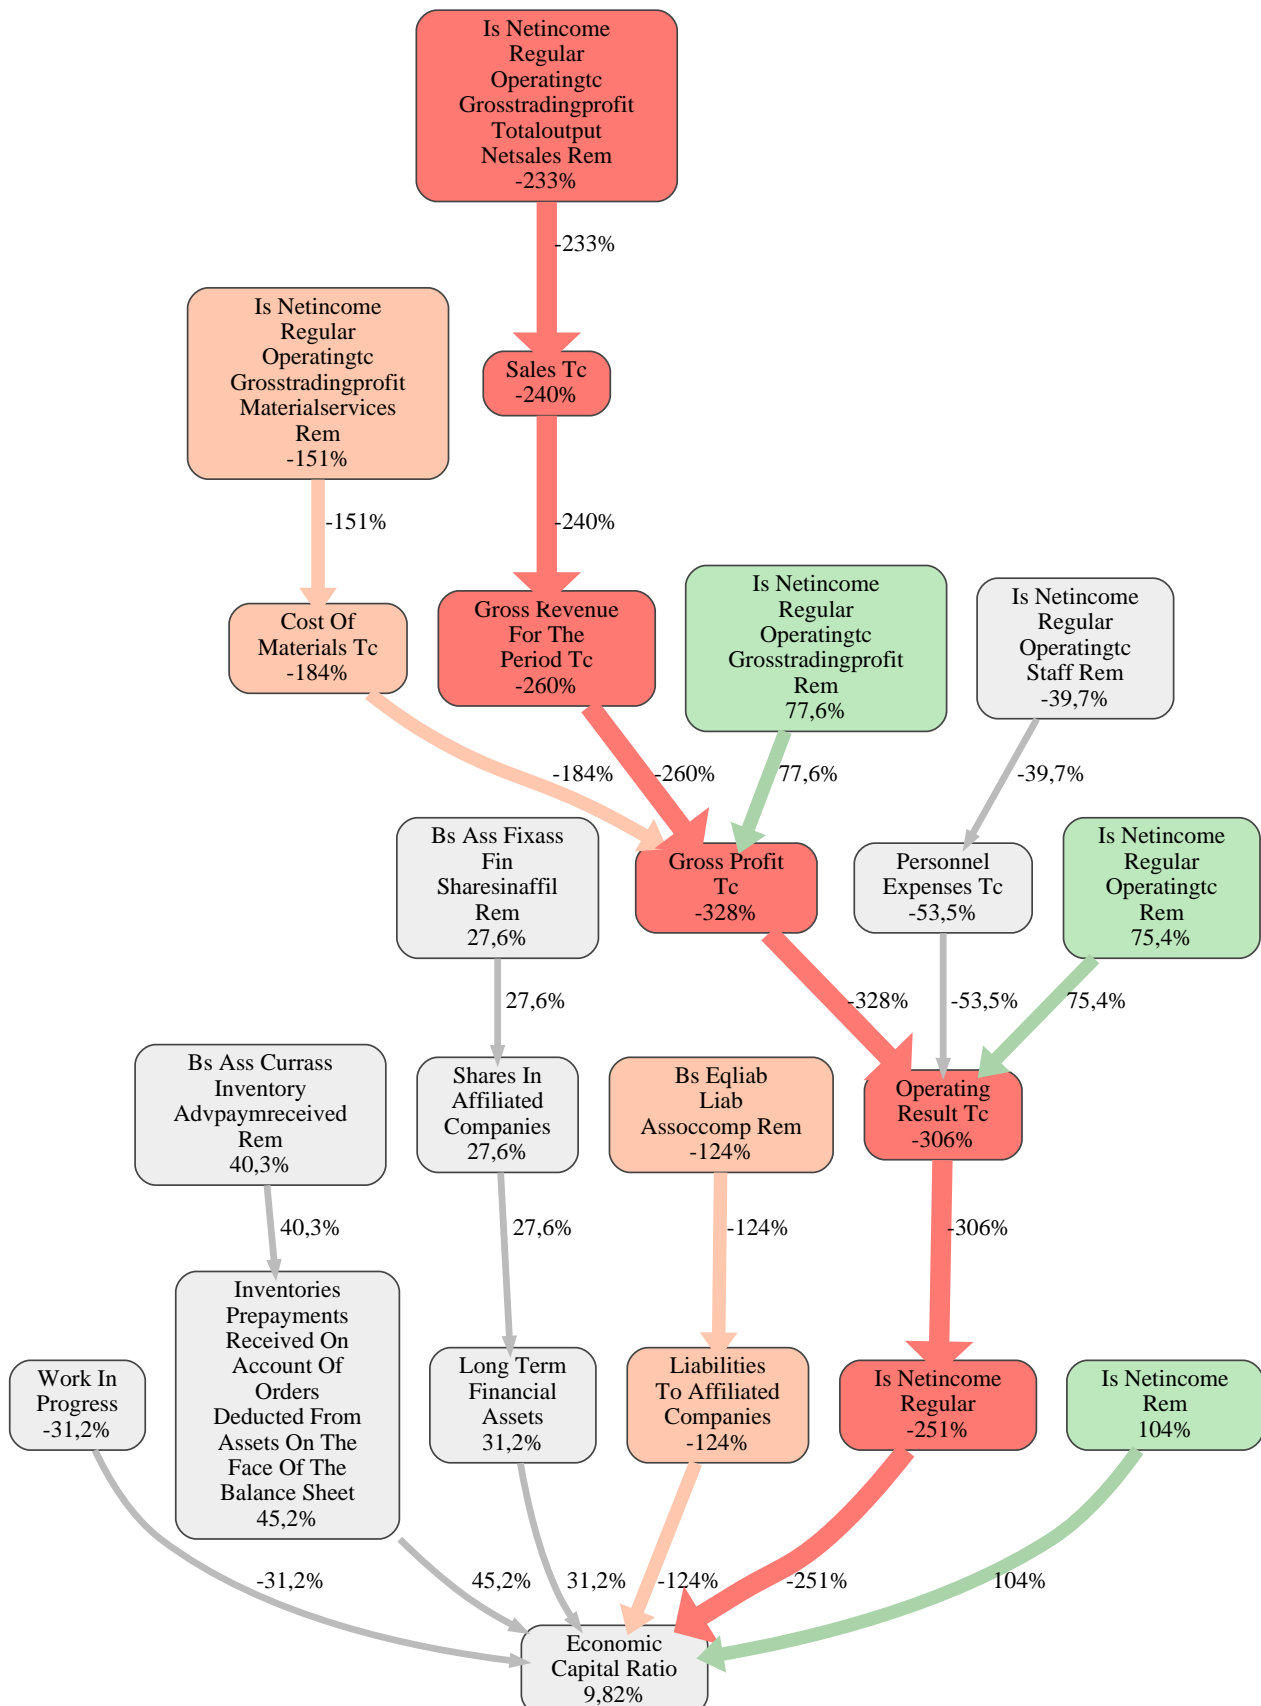 Is Netincome
Regular
Operatingtc
Grosstradingprofit
Totaloutput
Netsales Rem
-233%
-233%
Is Netincome
Regular
Operatingtc
Grosstradingprofit
Materialservices
Rem
-151%
Sales Tc
-240%
-151%
-240%
Cost Of
Materials Tc
-184%
Gross Revenue
For The
Period Tc
-260%
Is Netincome
Regular
Operatingtc
Grosstradingprofit
Rem
77,6%
Is Netincome
Regular
Operatingtc
Staff Rem
-39,7%
-184%
-260%
77,6%
-39,7%
Bs Ass Fixass
Fin
Sharesinaffil
Rem
27,6%
Gross Profit
Tc
-328%
Personnel
Expenses Tc
-53,5%
Is Netincome
Regular
Operatingtc
Rem
75,4%
27,6%
-328%
-53,5%
75,4%
Bs Ass Currass
Inventory
Advpaymreceived
Rem
40,3%
Shares In
Affiliated
Companies
27,6%
Bs Eqliab
Liab
Assoccomp Rem
-124%
Operating
Result Tc
-306%
40,3%
27,6%
-124%
-306%
Work In
Progress
-31,2%
Inventories
Prepayments
Received On
Account Of
Orders
Deducted From
Assets On The
Face Of The
Balance Sheet
45,2%
Long Term
Financial
Assets
31,2%
Liabilities
To Affiliated
Companies
-124%
Is Netincome
Regular
-251%
Is Netincome
Rem
104%
-31,2%
45,2%
31,2%
-124%
-251%
104%
Economic
Capital Ratio
9,82%